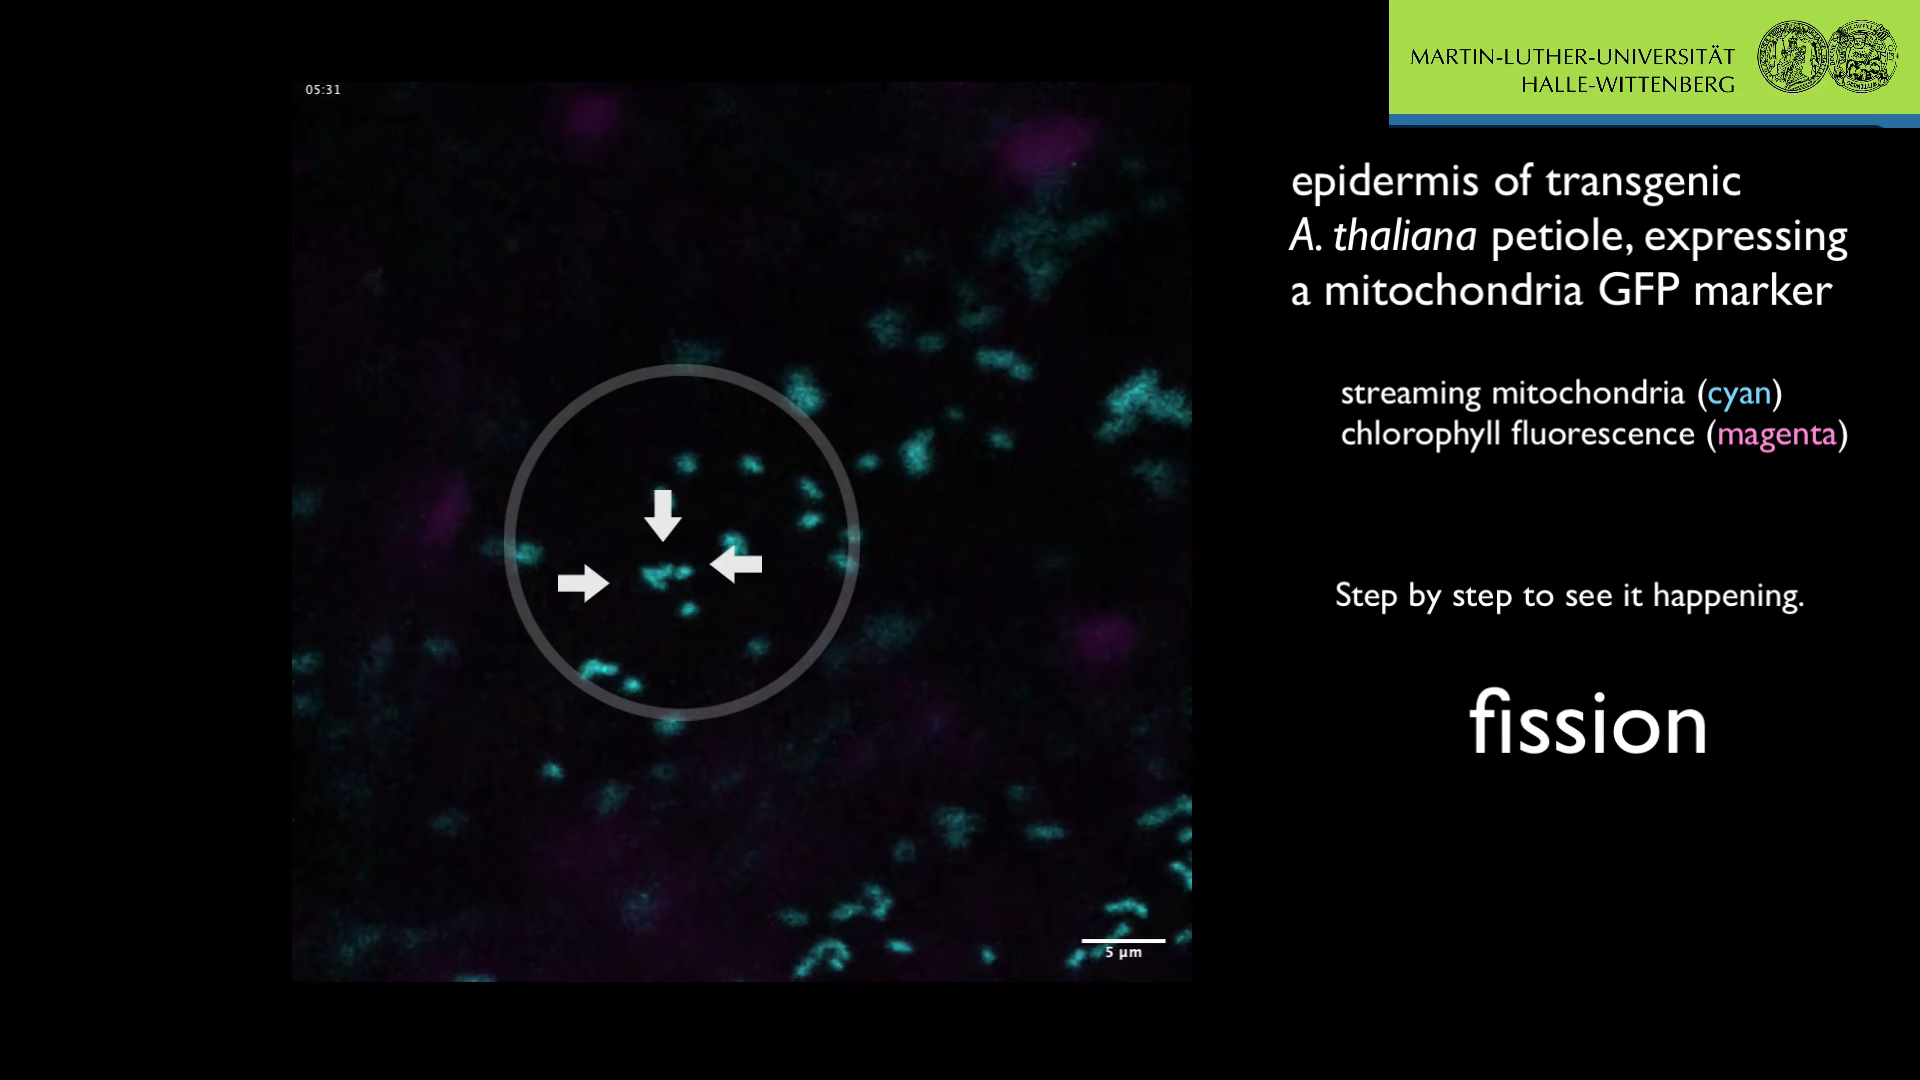 05:31
MARTIN-LUTHER-UNIVERSITÄT
HALLE-WITTENBERG
epidermis of transgenic
A. thaliana petiole, expressing
a mitochondria GFP marker
streaming mitochondria (cyan)
chlorophyll fluorescence (magenta)
Step by step to see it happening.
fission
5 µm